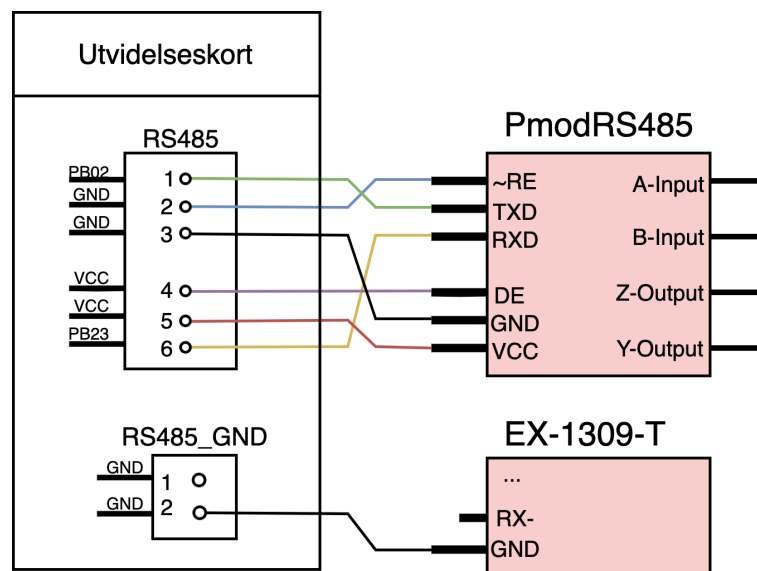 Utvidelseskort
RS485
PB02
GND
GND
VCC
VCC
PB23
1
2
3
4
5
6
PmodRS485
~RE
TXD
RXD
DE
GND
VCC
A-Input
B-Input
Z-Output
Y-Output
RS485_GND
GND
GND
1
2
EX-1309-T
...
RX-
GND